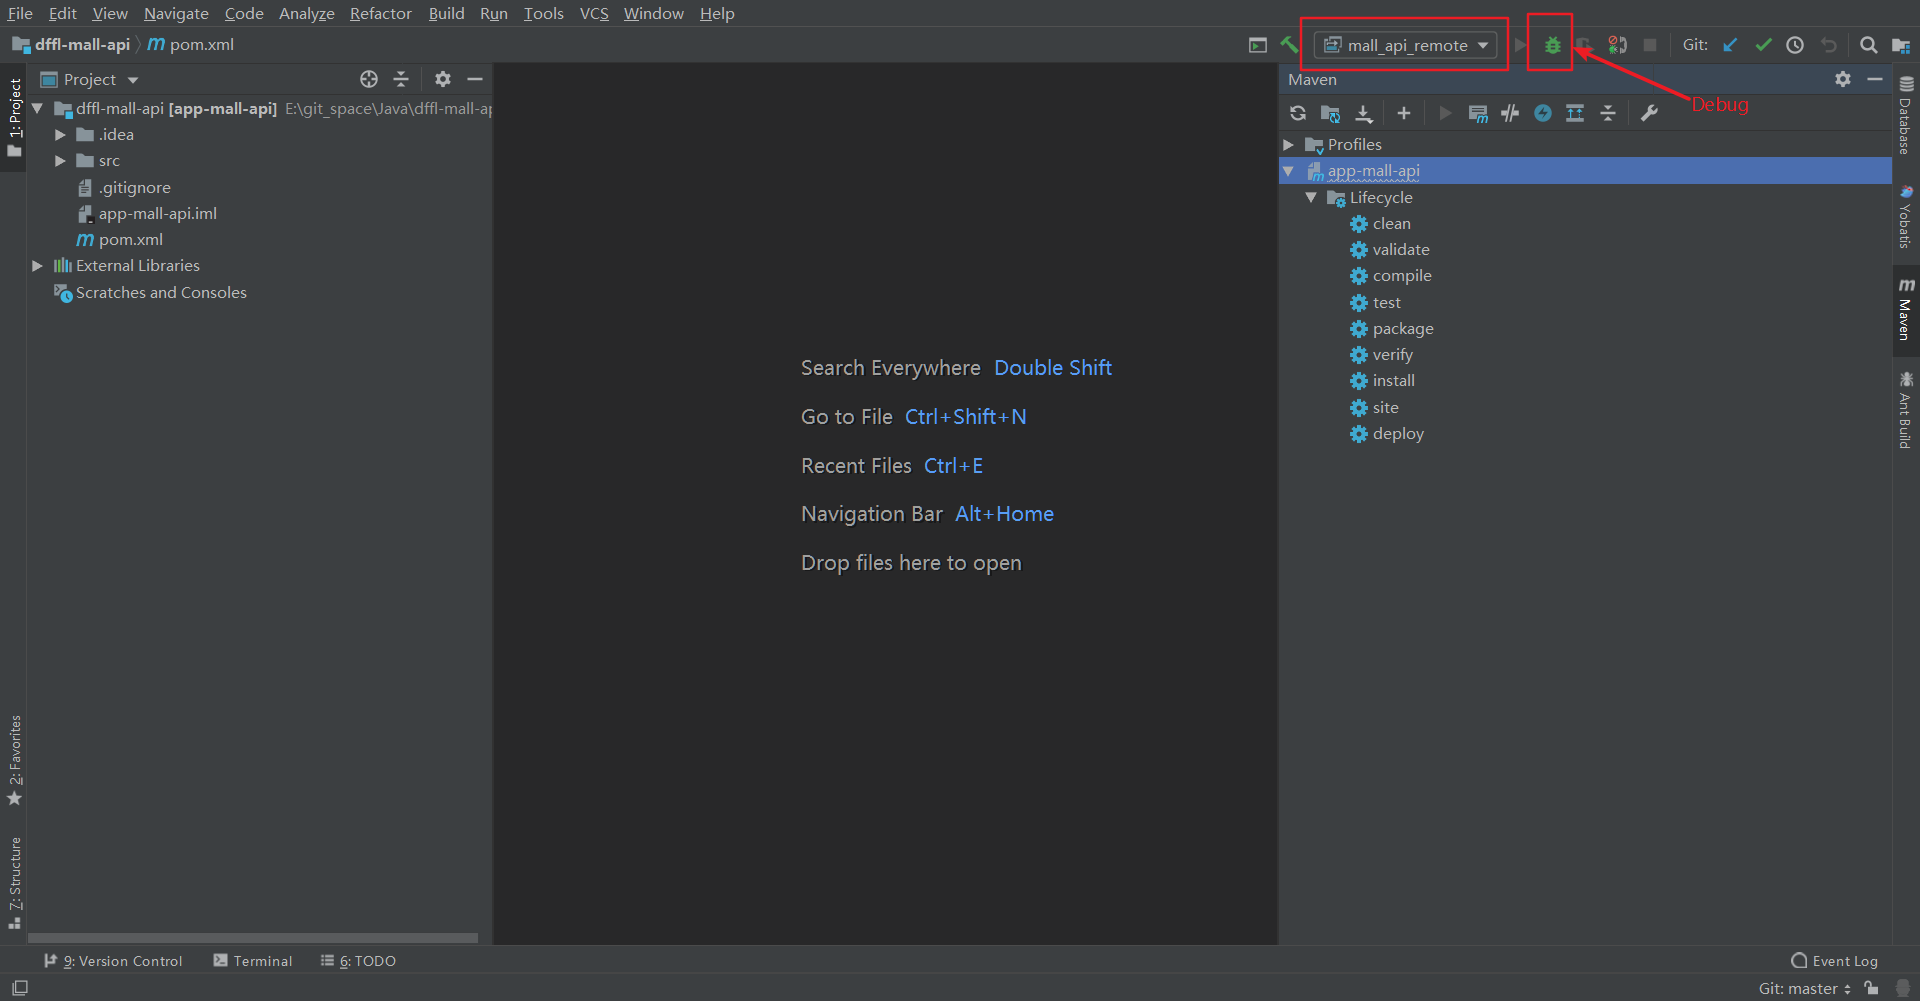 File Edit View Navigate Code Analyze Refactor Build Run Tools VCS Window Help
dffl-mall-api pom.xml
mall_api_remote
Git:
Debug
1: Project
2: Favorites
7: Structure
Project
dffl-mall-api [app-mall-api] E:\git_space\Java\dffl-mall-ap
.idea
src
.gitignore
app-mall-api.iml
pom.xml
External Libraries
Scratches and Consoles
Search Everywhere Double Shift
Go to File Ctrl+Shift+N
Recent Files Ctrl+E
Navigation Bar Alt+Home
Drop files here to open
Maven
Profiles
app-mall-api
Lifecycle
clean
validate
compile
test
package
verify
install
site
deploy
Database
Yobatis
Maven
Ant Build
9: Version Control Terminal 6: TODO
Event Log
Git: master